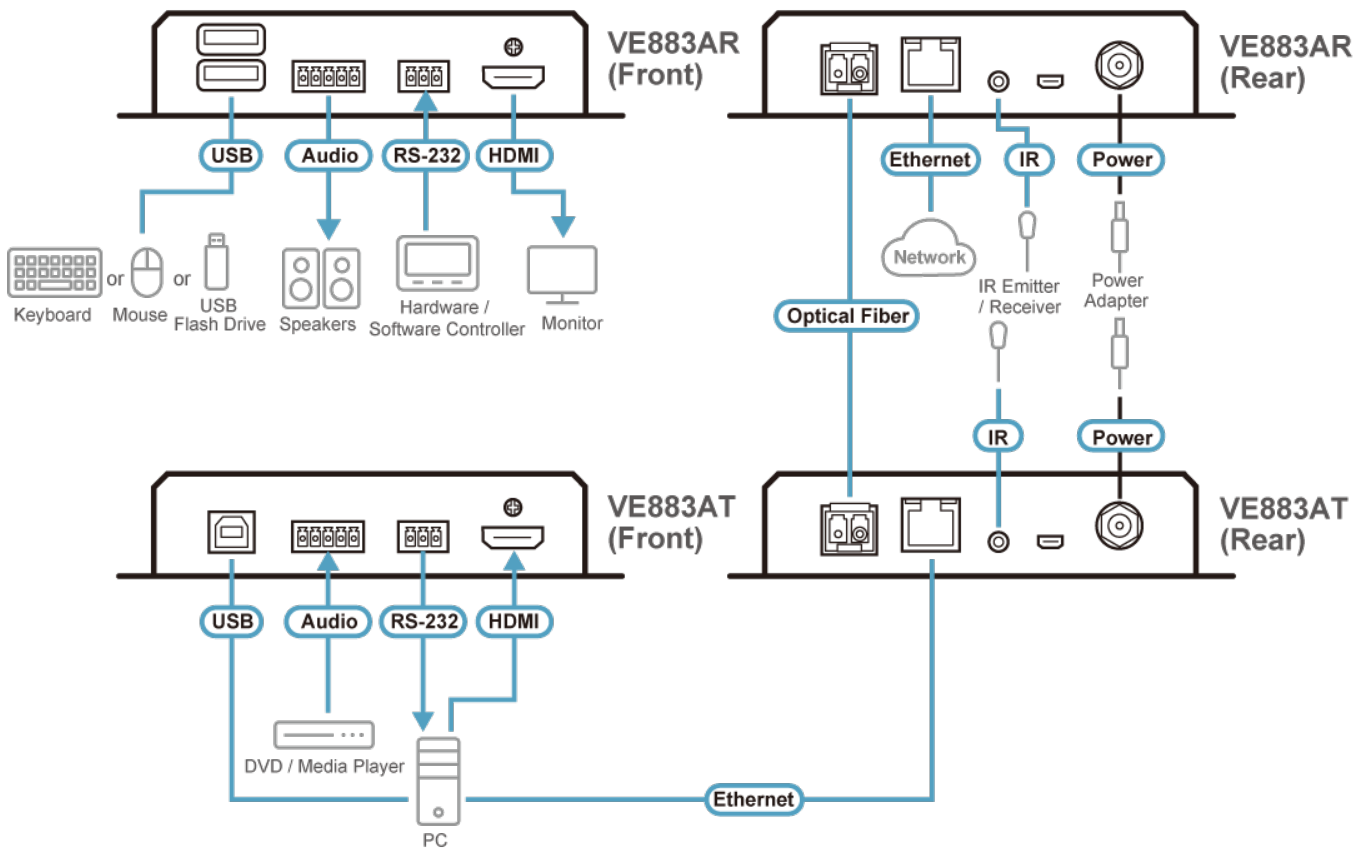 VE883AR
(Front)
USB
Audio
RS-232
HDMI
Keyboard
or
Mouse
or
USB
Flash Drive
Speakers
Hardware /
Software Controller
Monitor
VE883AR
(Rear)
Ethernet
IR
Power
Network
IR Emitter
/ Receiver
Power
Adapter
Optical Fiber
IR
Power
VE883AT
(Front)
USB
Audio
RS-232
HDMI
DVD / Media Player
PC
VE883AT
(Rear)
Ethernet